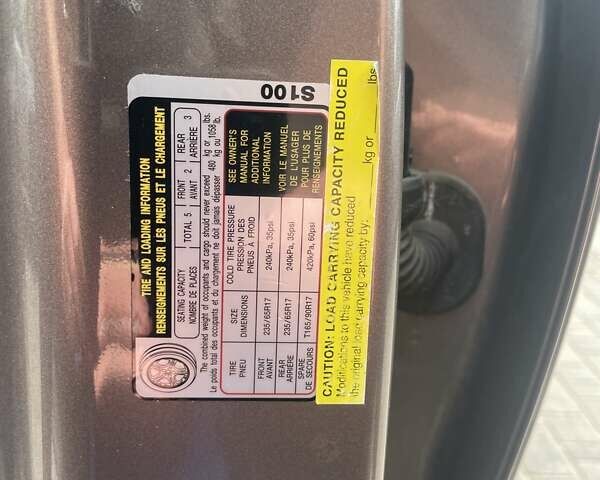 TIRE AND LOADING INFORMATION
RENSEIGNEMENTS SUR LES PNEUS ET LE CHARGEMENT
SEATING CAPACITY
NOMBRE DE PLACES
TOTAL 5
FRONT 2
AVANT
REAR 3
ARRIÈRE
The combined weight of occupants and cargo should never exceed 480 kg or 1058 lbs.
Le poids total des occupants et du chargement ne doit jamais dépasser 480 kg ou 1058 lb.
TIRE
PNEU
SIZE
DIMENSIONS
COLD TIRE PRESSURE
PRESSION DES
PNEUS À FROID
FRONT
AVANT
235/65R17
240kPa, 35psi
REAR
ARRIÈRE
235/65R17
240kPa, 35psi
SPARE
DE SECOURS
T165/90R17
420kPa, 60psi
SEE OWNER'S
MANUAL FOR
ADDITIONAL
INFORMATION
VOIR LE MANUEL
DE L'USAGER
POUR PLUS DE
RENSEIGNEMENTS
S100
CAUTION: LOAD CARRYING CAPACITY REDUCED
Modifications to this vehicle have reduced
the original load carrying capacity by:
kg or
lbs